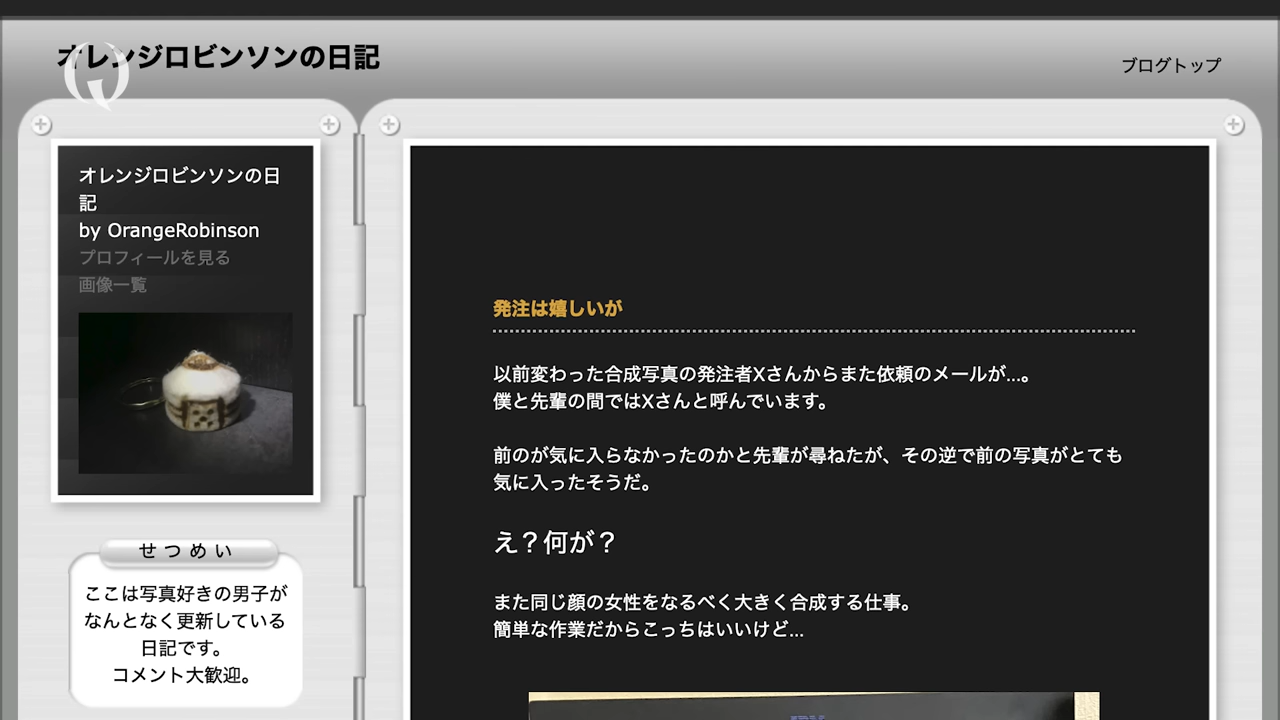 オレンジロビンソンの日記
ブログトップ
オレンジロビンソンの日
記
by OrangeRobinson
プロフィールを見る
画像一覧
せつめい
ここは写真好きの男子が
なんとなく更新している
日記です。
コメント大歓迎。
発注は嬉しいが
以前変わった合成写真の発注者Xさんからまた依頼のメールが...。
僕と先輩の間ではXさんと呼んでいます。
前のが気に入らなかったのかと先輩が尋ねたが、その逆で前の写真がとても
気に入ったそうだ。
え？何が？
また同じ顔の女性をなるべく大きく合成する仕事。
簡単な作業だからこっちはいいけど...